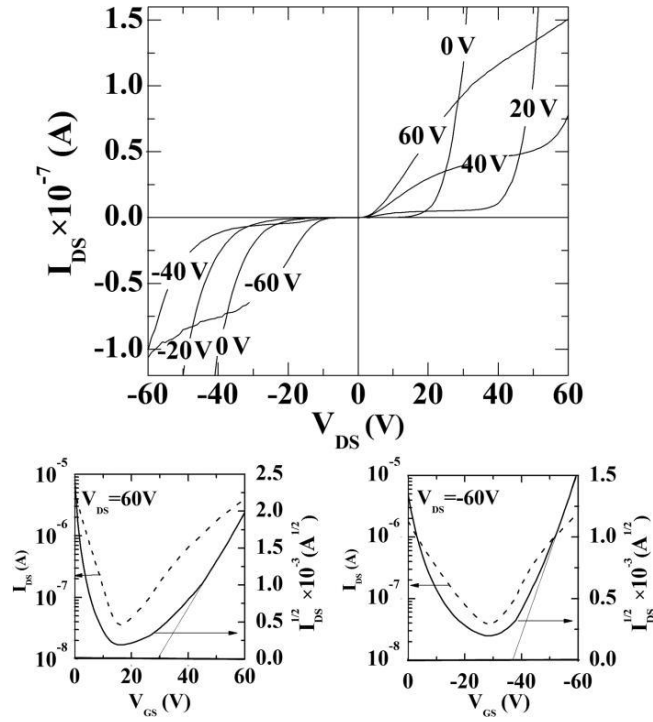 1.5
1.0
0.5
0.0
-0.5
-1.0
I_DS ×10^-7 (A)
0 V
60 V
20 V
40 V
-40 V
-60 V
-20 V
0 V
-60 -40 -20 0 20 40 60
V_DS (V)
10^-5
10^-6
10^-7
10^-8
I_DS (A)
V_DS=60V
2.5
2.0
1.5
1.0
0.5
0.0
I_DS^1/2 ×10^-3 (A^1/2)
0 20 40 60
V_GS (V)
10^-5
10^-6
10^-7
10^-8
I_DS (A)
V_DS=-60V
1.5
1.0
0.5
0.0
I_DS^1/2 ×10^-3 (A^1/2)
0 -20 -40 -60
V_GS (V)